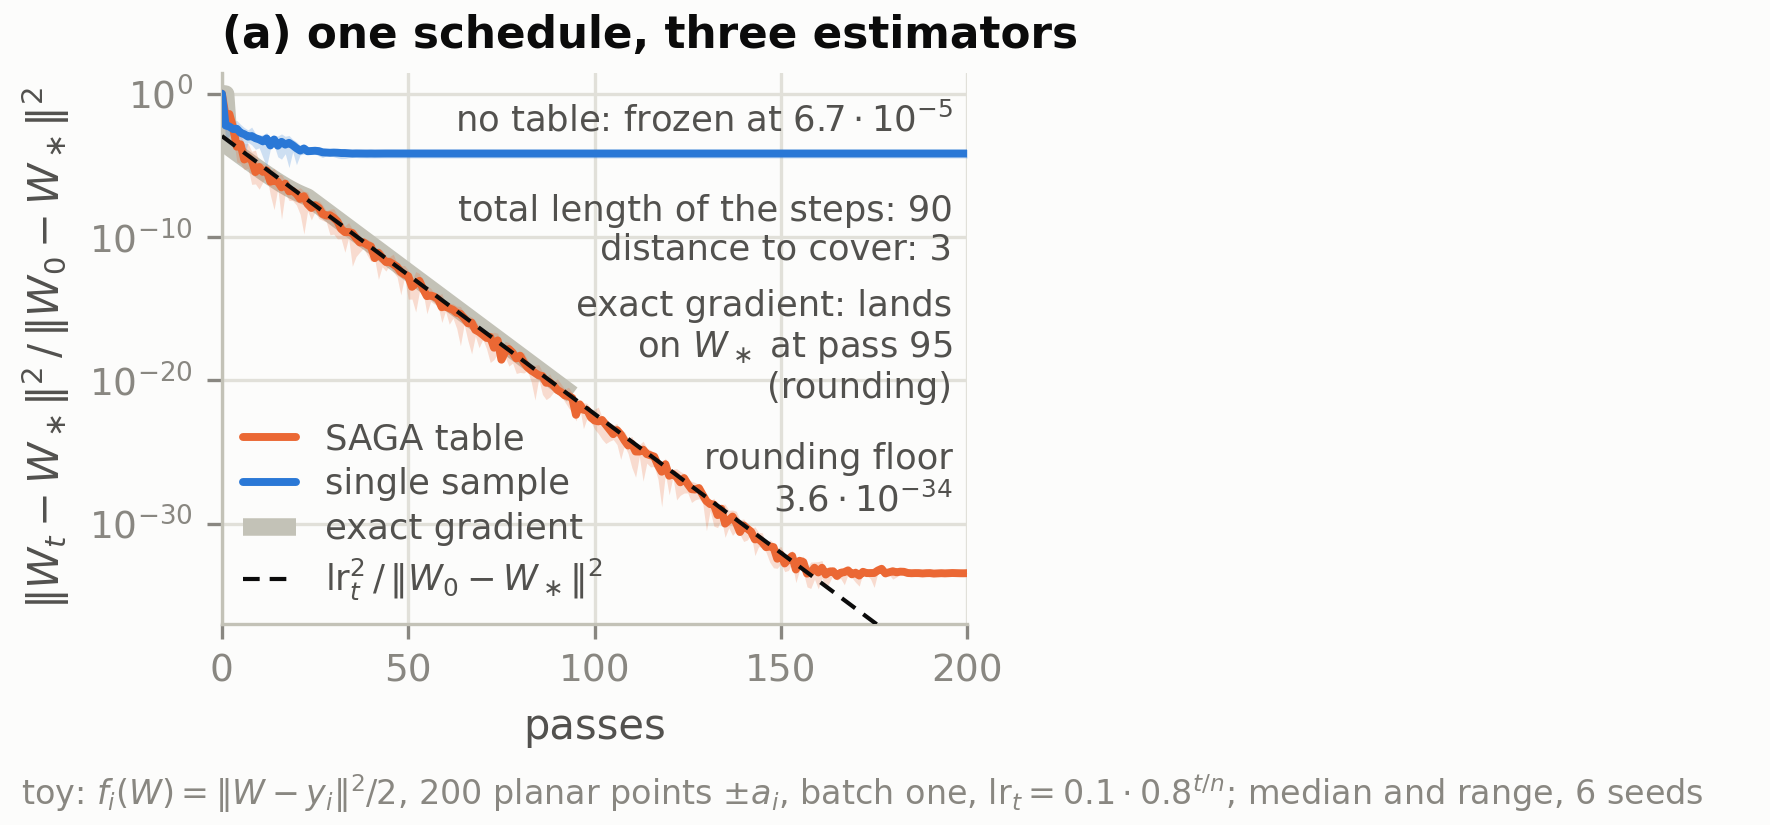 (a) one schedule, three estimators
‖W_t − W_∗‖² / ‖W_0 − W_∗‖²
10⁰
10⁻¹⁰
10⁻²⁰
10⁻³⁰
no table: frozen at 6.7 · 10⁻⁵
total length of the steps: 90
distance to cover: 3
exact gradient: lands
on W_∗ at pass 95
(rounding)
rounding floor
3.6 · 10⁻³⁴
SAGA table
single sample
exact gradient
lr_t² / ‖W_0 − W_∗‖²
0 50 100 150 200
passes
toy: f_i(W) = ‖W − y_i‖²/2, 200 planar points ±a_i, batch one, lr_t = 0.1 · 0.8^{t/n}; median and range, 6 seeds